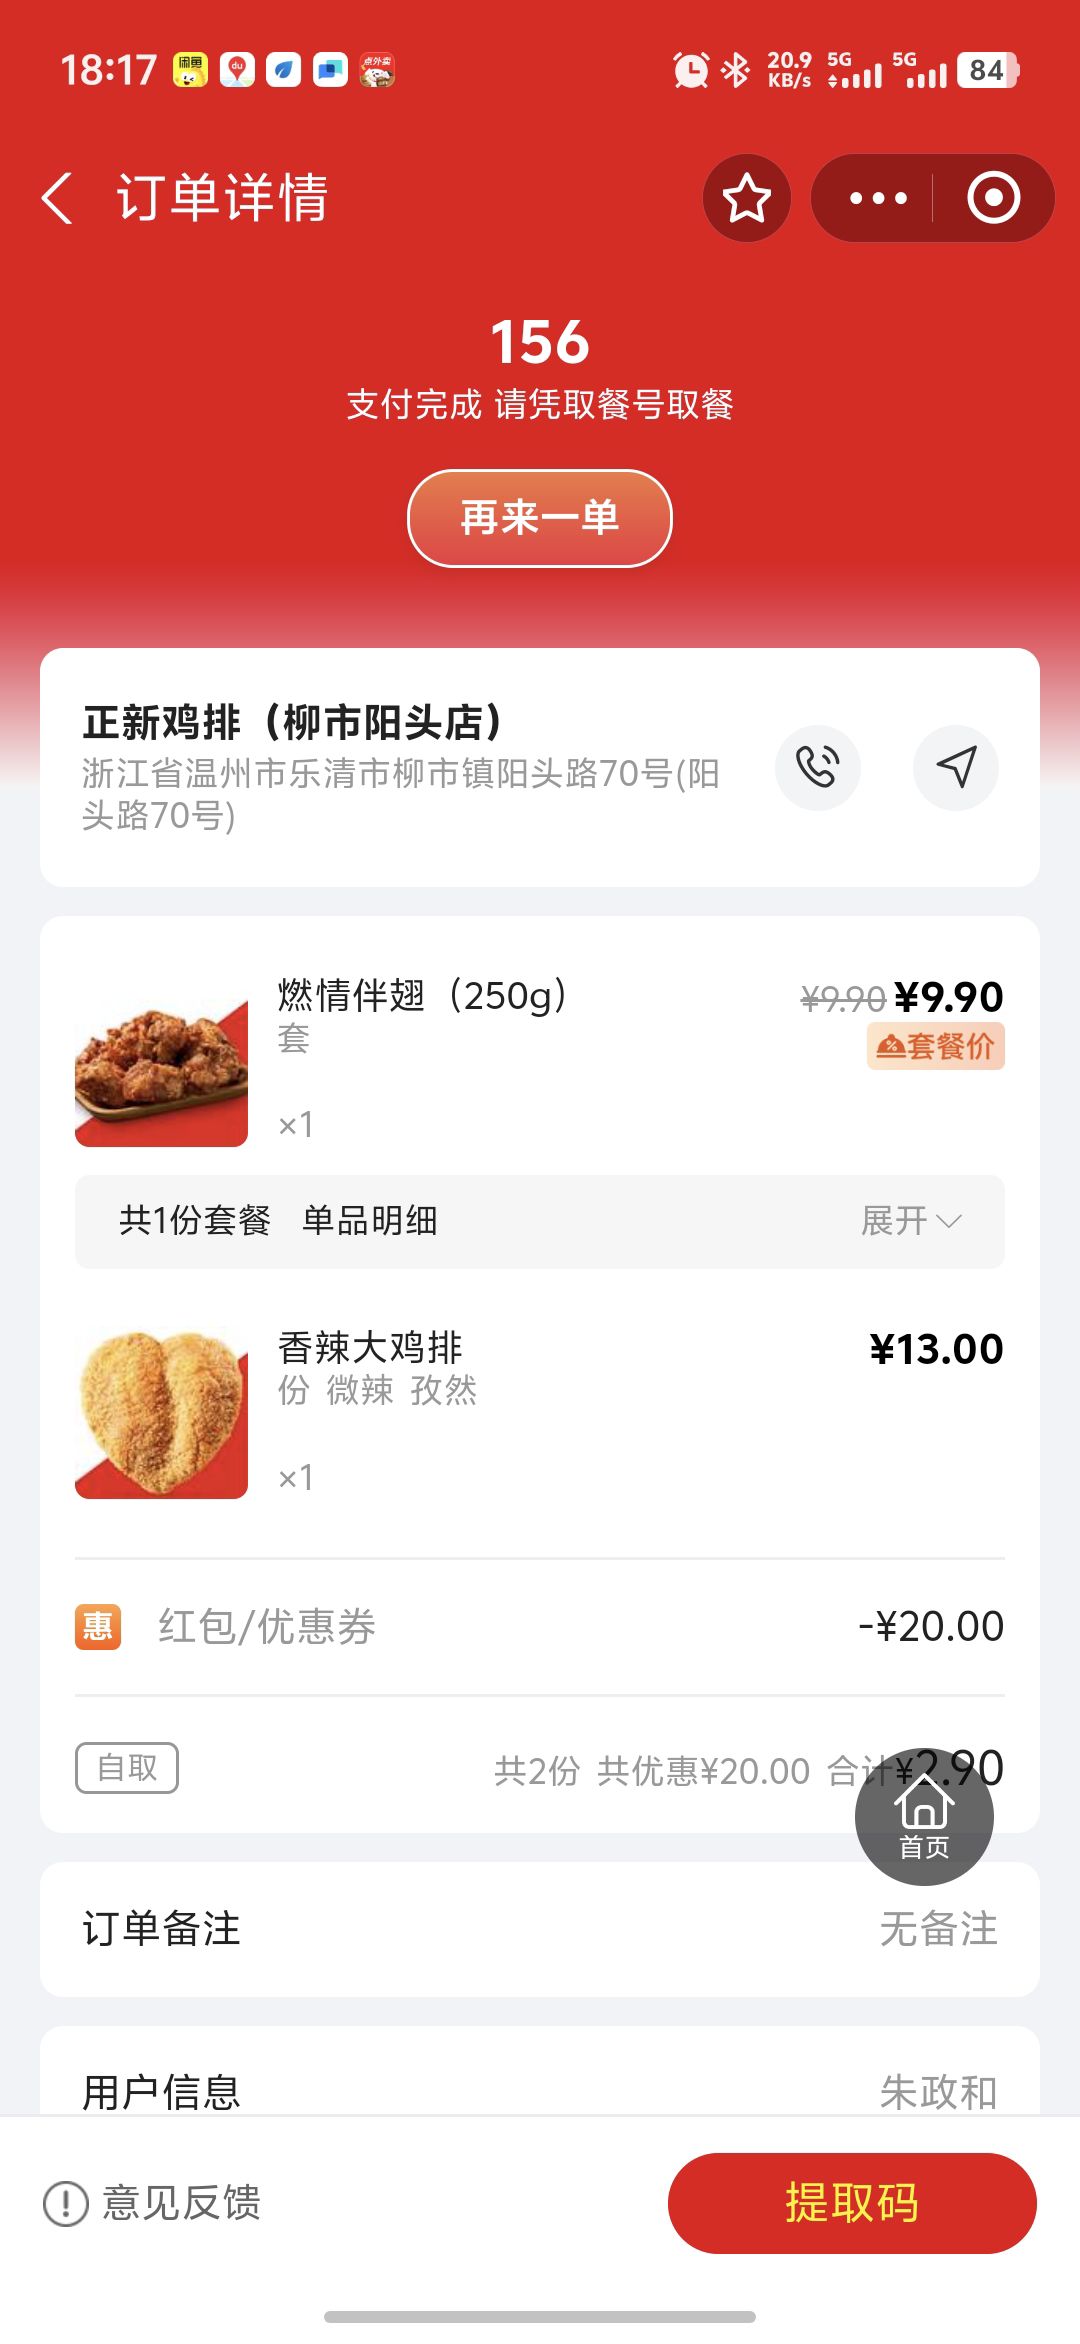 18:17
闲鱼
du
点外卖
20.9 KB/s
5G
5G
84
订单详情
156
支付完成 请凭取餐号取餐
再来一单
正新鸡排（柳市阳头店）
浙江省温州市乐清市柳市镇阳头路70号(阳
头路70号)
燃情伴翅（250g）
¥9.90 ¥9.90
套
套餐价
×1
共1份套餐 单品明细 展开
香辣大鸡排 ¥13.00
份 微辣 孜然
×1
惠 红包/优惠券 -¥20.00
自取 共2份 共优惠¥20.00 合计¥2.90
首页
订单备注 无备注
用户信息 朱政和
意见反馈
提取码